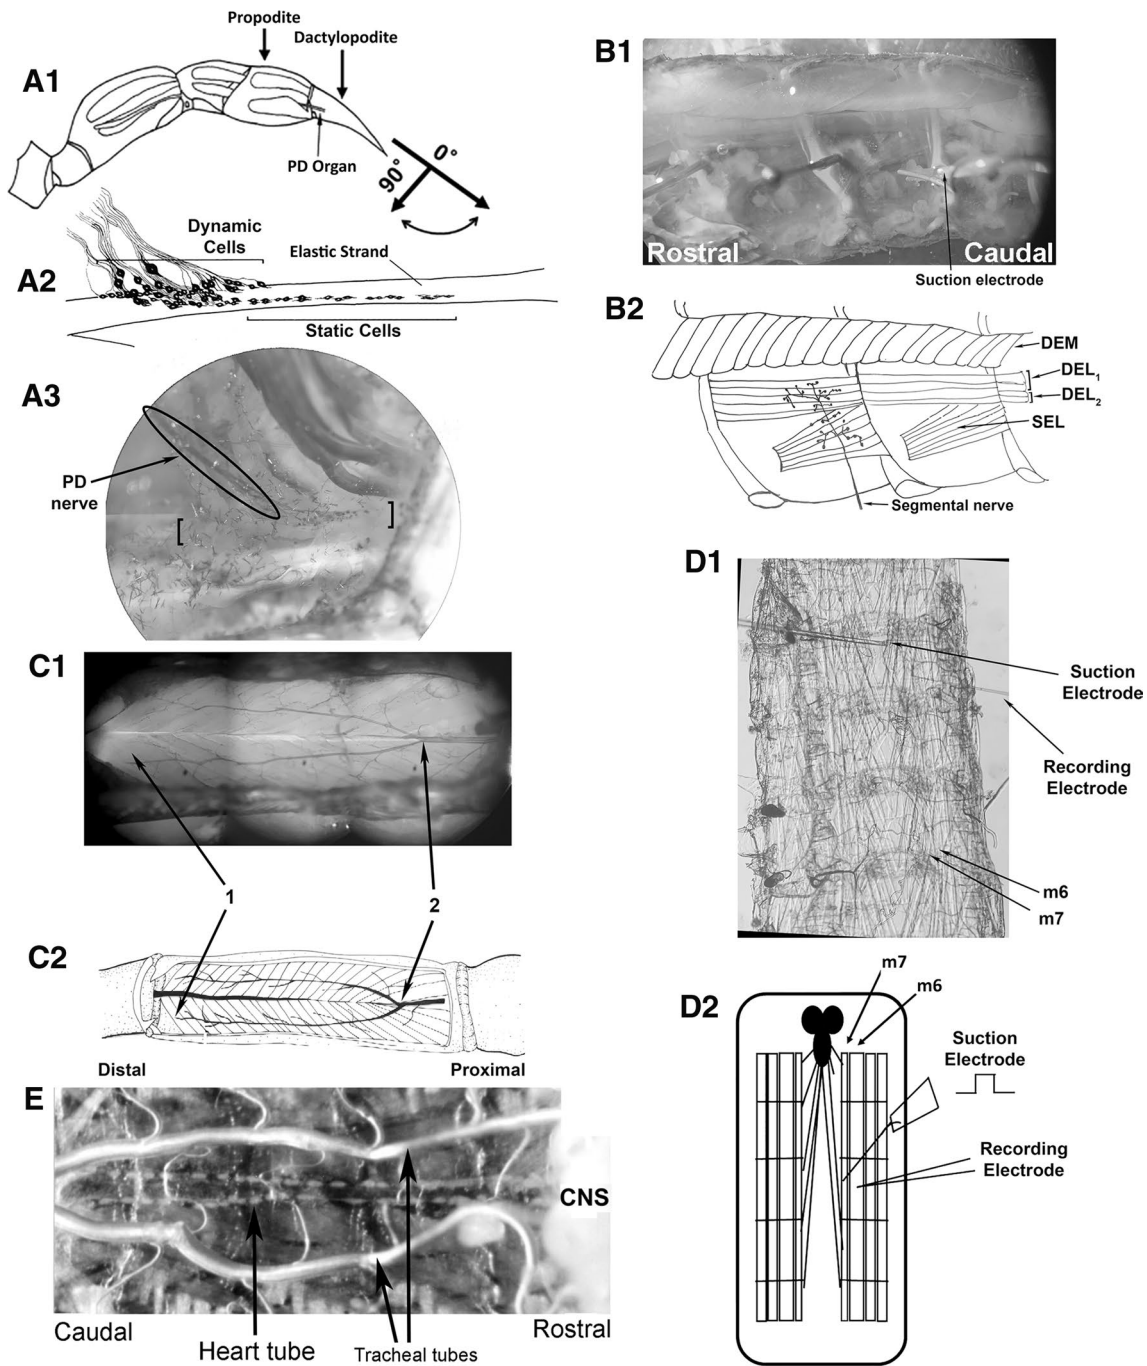 A1
Propodite
Dactylopodite
PD Organ
0°
90°
A2
Dynamic
Cells
Elastic Strand
Static Cells
A3
PD
nerve
[ ]
B1
Rostral
Caudal
Suction electrode
B2
DEM
DEL1
DEL2
SEL
Segmental nerve
C1
1
2
C2
Distal
Proximal
D1
Suction
Electrode
Recording
Electrode
m6
m7
D2
m7
m6
Suction
Electrode
Recording
Electrode
E
CNS
Caudal
Heart tube
Tracheal tubes
Rostral